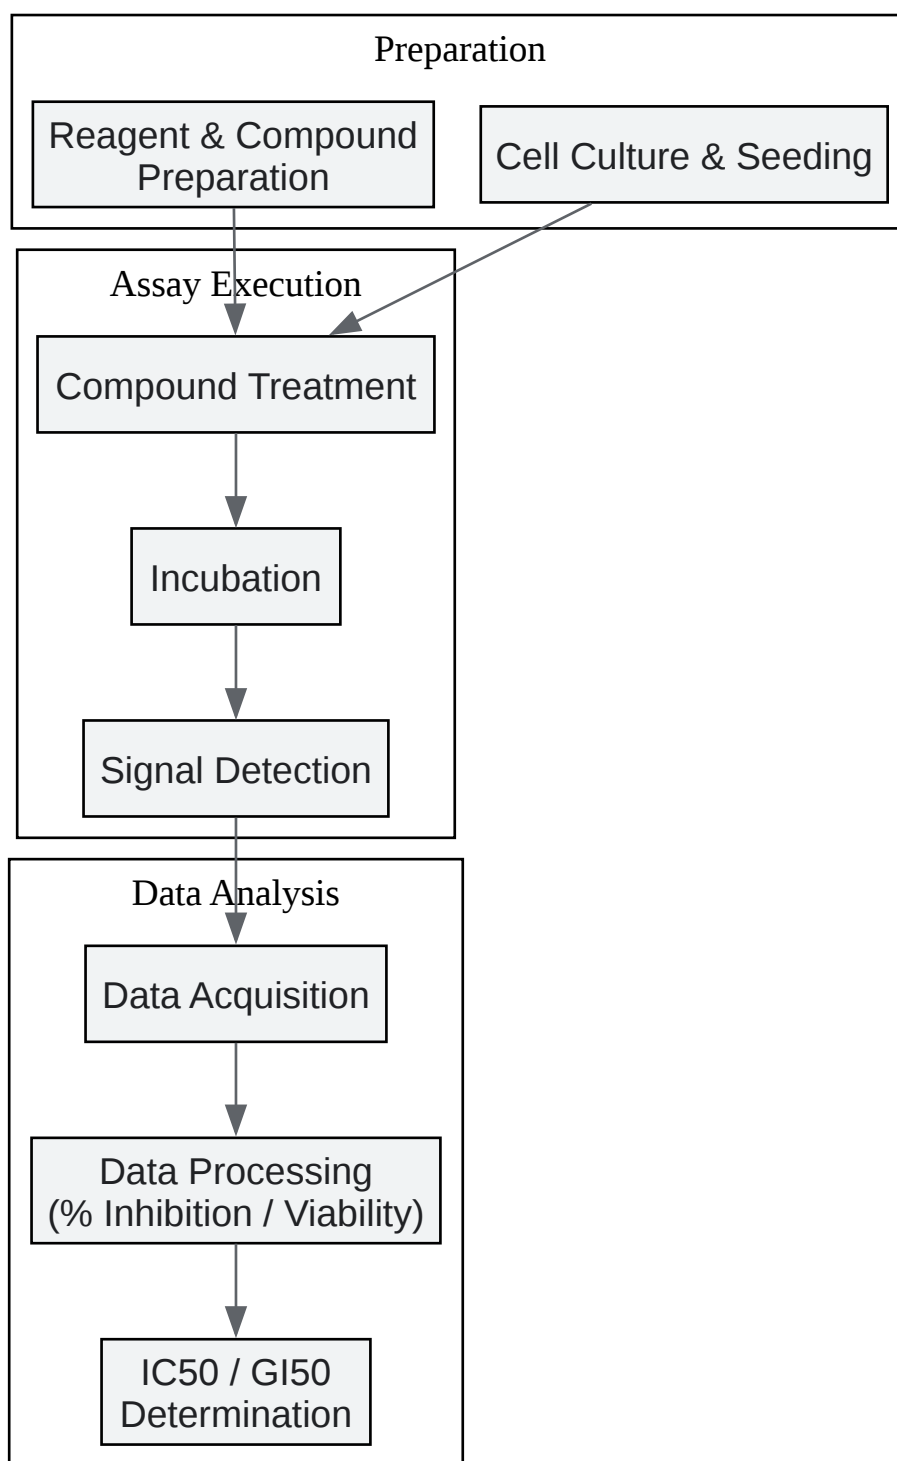 Preparation
Reagent & Compound
Preparation
Cell Culture & Seeding
Assay Execution
Compound Treatment
Incubation
Signal Detection
Data Analysis
Data Acquisition
Data Processing
(% Inhibition / Viability)
IC50 / GI50
Determination